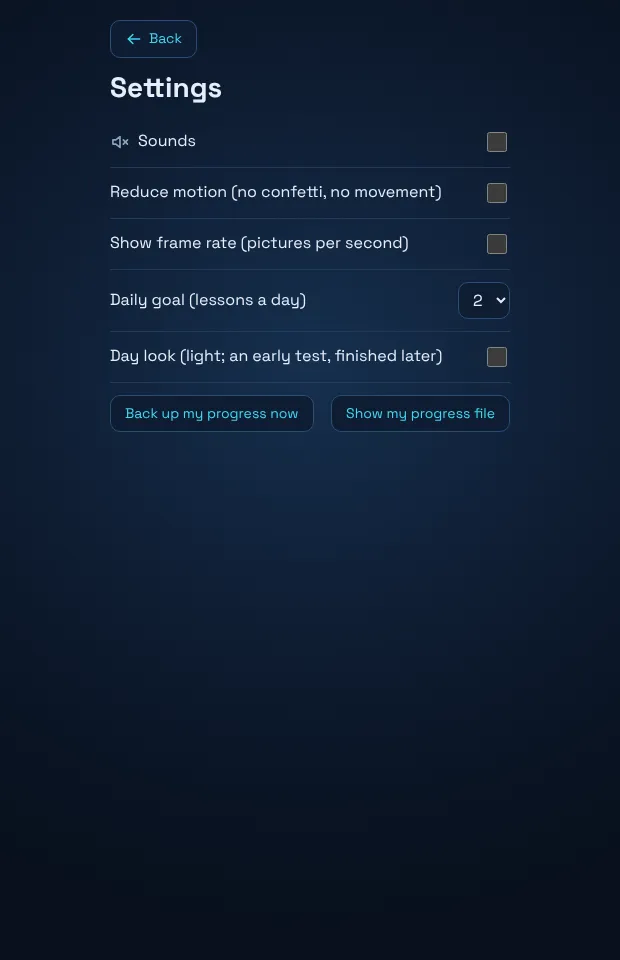 Back
Settings
Sounds
Reduce motion (no confetti, no movement)
Show frame rate (pictures per second)
Daily goal (lessons a day) 2
Day look (light; an early test, finished later)
Back up my progress now Show my progress file